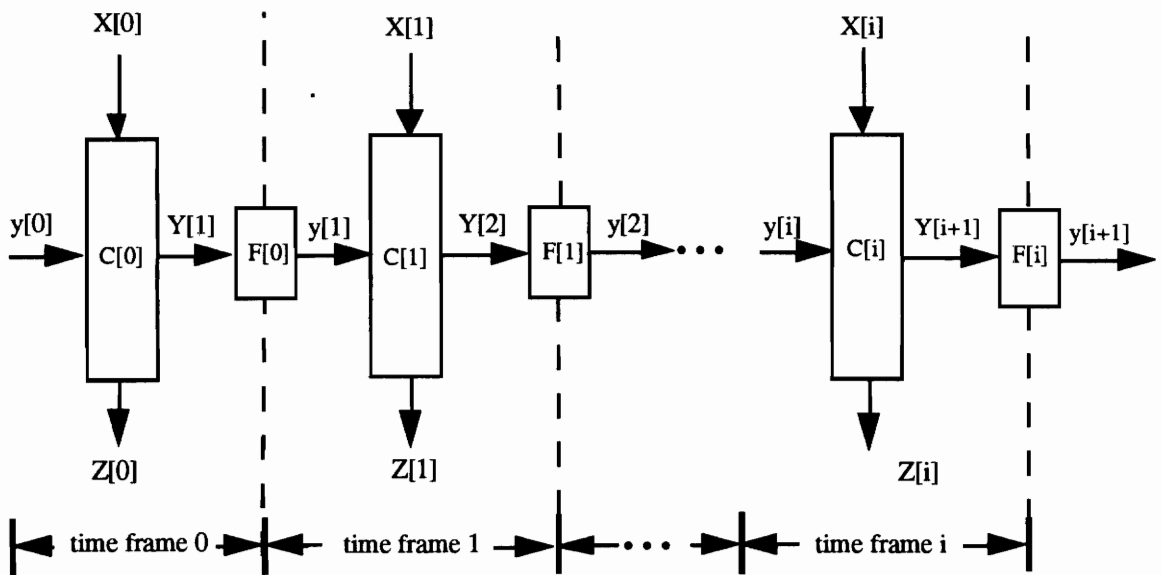 X[0] X[1] X[i]
y[0] C[0] Y[1] F[0] y[1] C[1] Y[2] F[1] y[2] ••• y[i] C[i] Y[i+1] F[i] y[i+1]
Z[0] Z[1] Z[i]
time frame 0 time frame 1 ••• time frame i